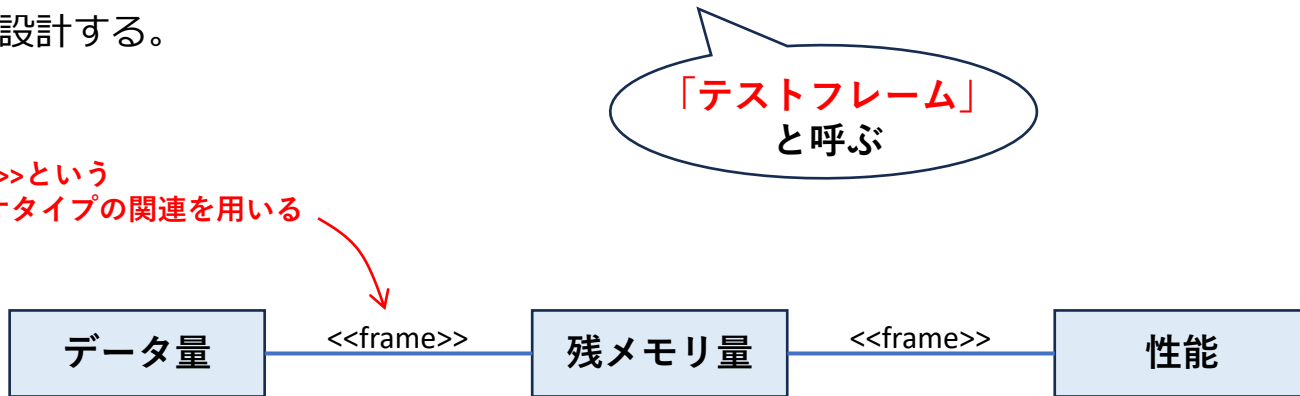 設計する。
「テストフレーム」
と呼ぶ
>>という
タイプの関連を用いる
データ量
<<frame>>
残メモリ量
<<frame>>
性能